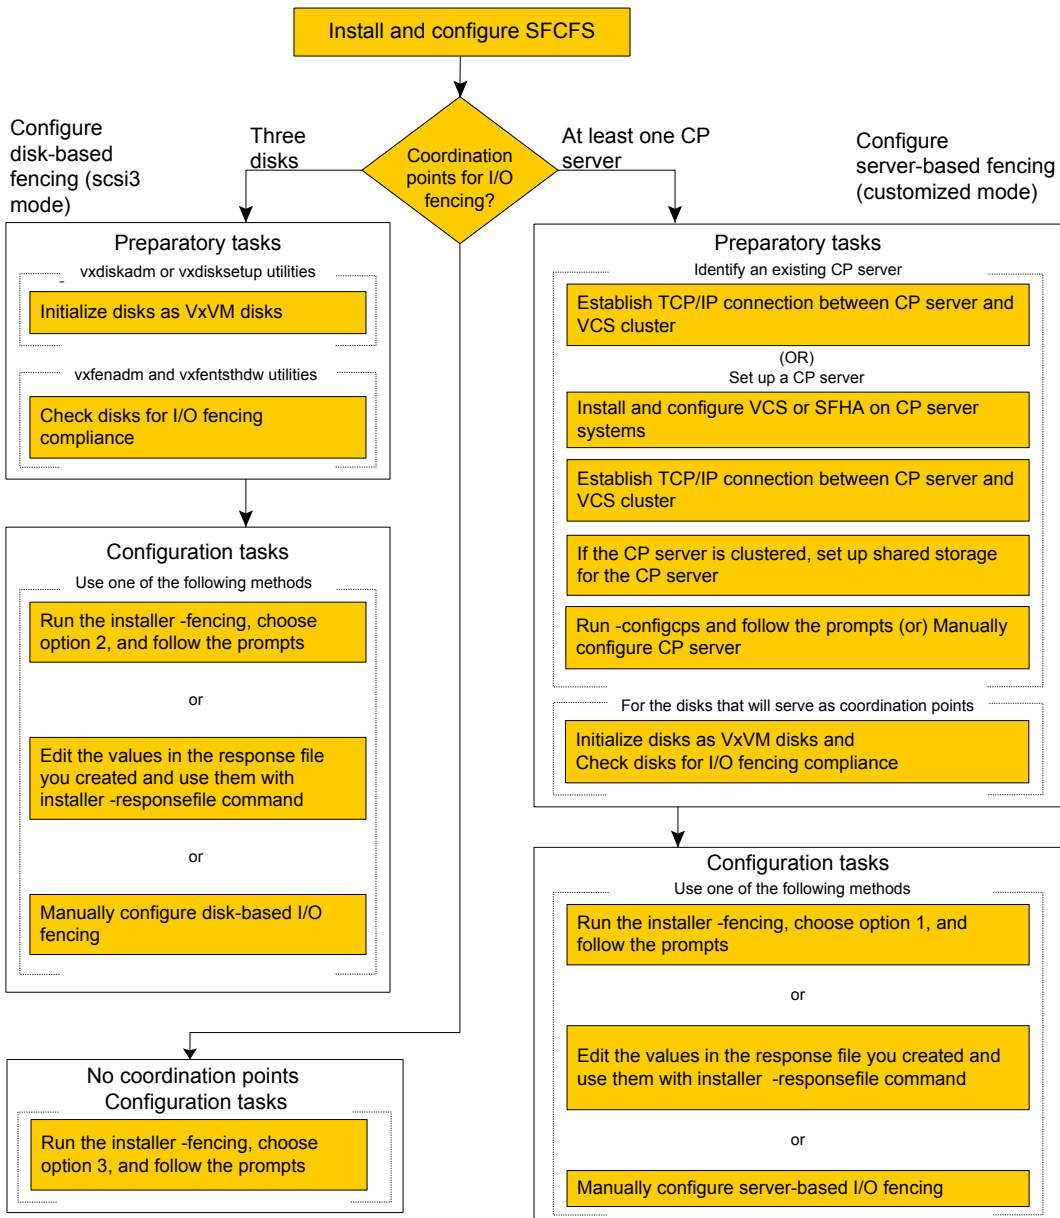 Install and configure SFCFS
Configure
disk-based
fencing (scsi3
mode)
Three
disks
Coordination
points for I/O
fencing?
At least one CP
server
Configure
server-based fencing
(customized mode)
Preparatory tasks
vxdiskadm or vxdisksetup utilities
Initialize disks as VxVM disks
vxfenadm and vxfentsthdw utilities
Check disks for I/O fencing
compliance
Configuration tasks
Use one of the following methods
Run the installer -fencing, choose
option 2, and follow the prompts
or
Edit the values in the response file
you created and use them with
installer -responsefile command
or
Manually configure disk-based I/O
fencing
No coordination points
Configuration tasks
Run the installer -fencing, choose
option 3, and follow the prompts
Preparatory tasks
Identify an existing CP server
Establish TCP/IP connection between CP server and
VCS cluster
(OR)
Set up a CP server
Install and configure VCS or SFHA on CP server
systems
Establish TCP/IP connection between CP server and
VCS cluster
If the CP server is clustered, set up shared storage
for the CP server
Run -configcps and follow the prompts (or) Manually
configure CP server
For the disks that will serve as coordination points
Initialize disks as VxVM disks and
Check disks for I/O fencing compliance
Configuration tasks
Use one of the following methods
Run the installer -fencing, choose option 1, and
follow the prompts
or
Edit the values in the response file you created and
use them with installer -responsefile command
or
Manually configure server-based I/O fencing